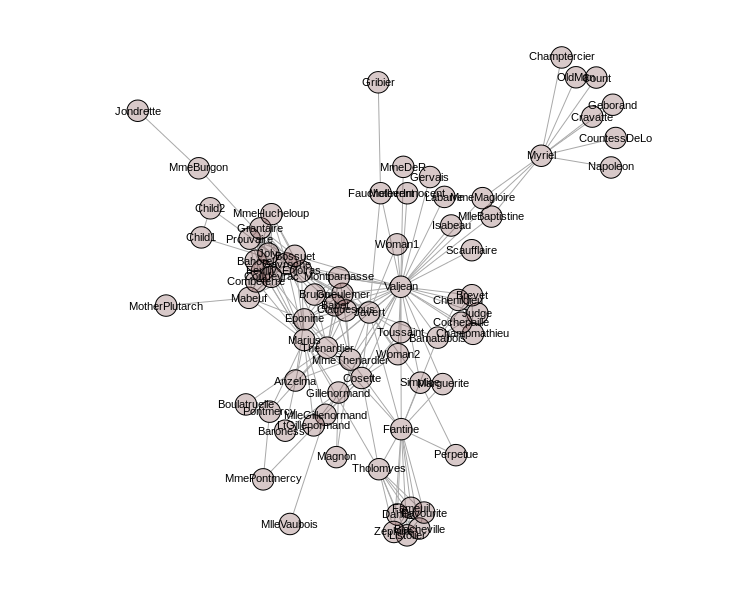 Champtercier
OldMan
Count
Gribier
Geborand
Jondrette
Cravatte
CountessDeLo
Myriel
Napoleon
MmeBurgon
MmeDeR
Gervais
Fauchelevent
MotherInnocent
Labarre
MmeMagloire
Child2
MmeHucheloup
MlleBaptistine
Isabeau
Grantaire
Child1
Prouvaire
Woman1
Scaufflaire
Joly
Bossuet
Bahorel
Gavroche
Feuilly
Enjolras
Courfeyrac
Montparnasse
Combeferre
Valjean
Brujon
Gueulemer
Brevet
Mabeuf
Chenildieu
MotherPlutarch
Babet
Claquesous
Javert
Judge
Eponine
Cochepaille
Toussaint
Champmathieu
Bamatabois
Marius
Thenardier
Woman2
MmeThenardier
Cosette
Anzelma
Simplice
Marguerite
Gillenormand
Boulatruelle
Pontmercy
MlleGillenormand
LtGillenormand
BaronessT
Fantine
Magnon
Perpetue
Tholomyes
MmePontmercy
Fameuil
Dahlia
Favourite
MlleVaubois
Zephine
Blacheville
Listolier